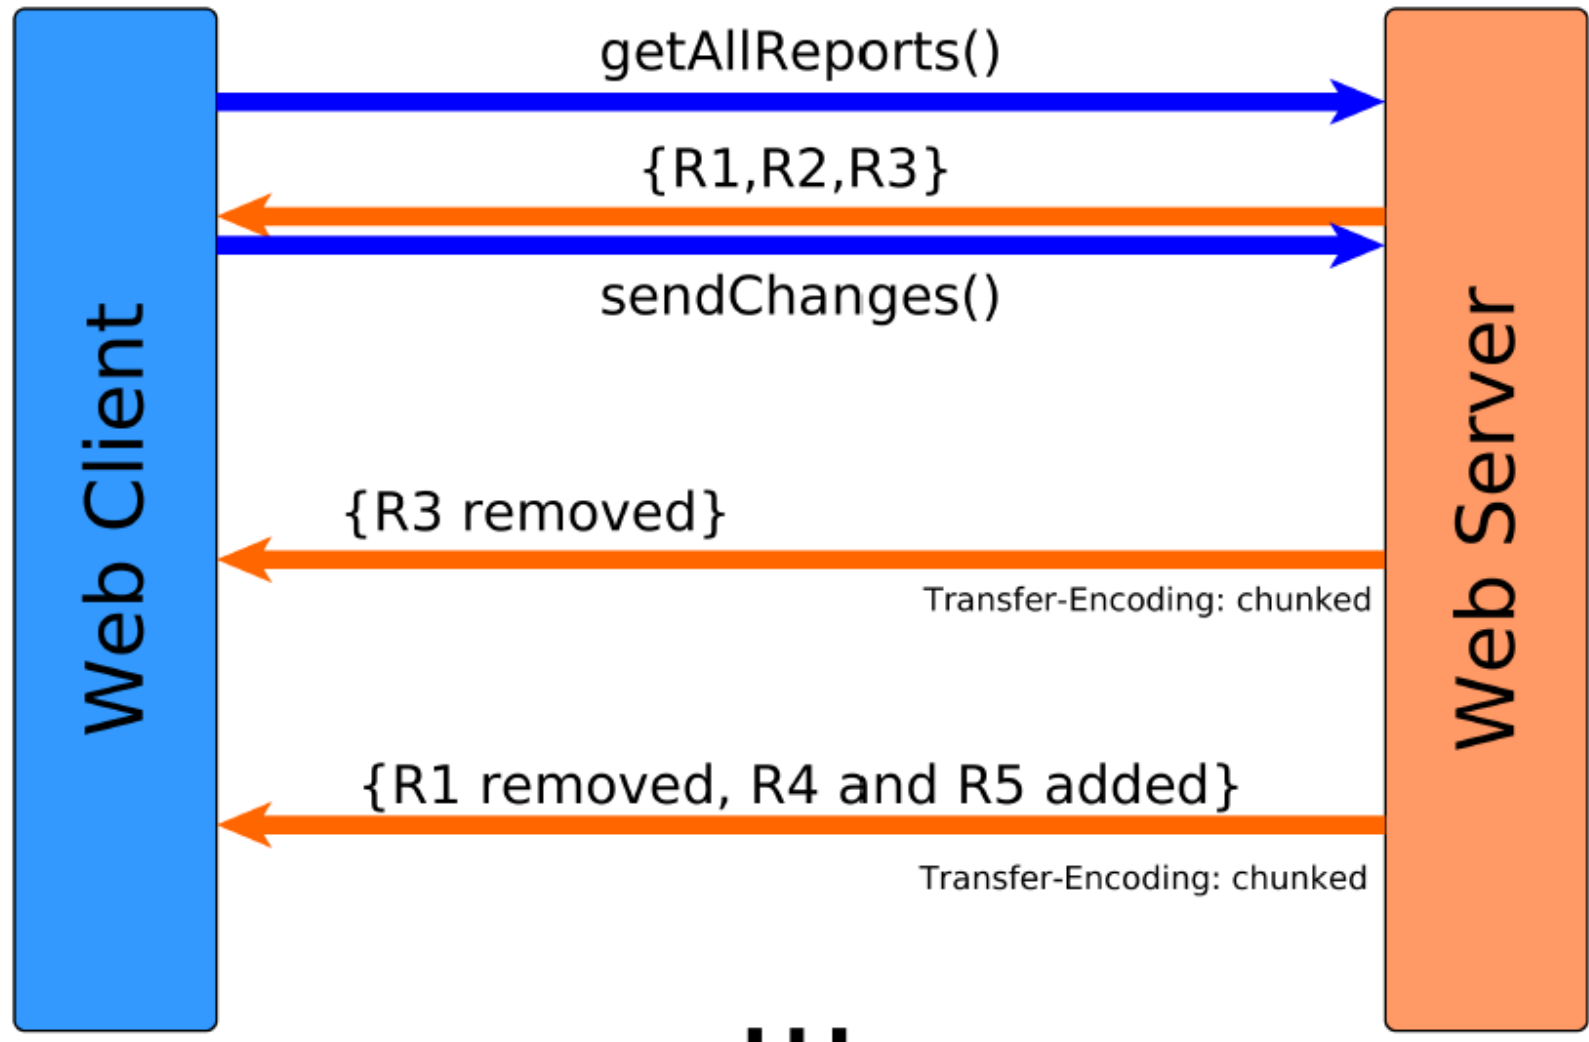 getAllReports()
{R1,R2,R3}
sendChanges()
Web Client
Web Server
{R3 removed}
Transfer-Encoding: chunked
{R1 removed, R4 and R5 added}
Transfer-Encoding: chunked
...